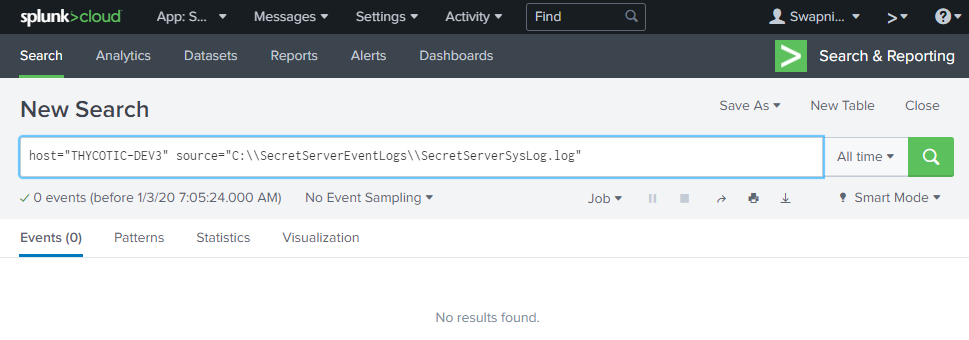 splunk>cloud App: S... Messages Settings Activity Find Swapni... >
Search Analytics Datasets Reports Alerts Dashboards > Search & Reporting
New Search Save As New Table Close
host="THYCOTIC-DEV3" source="C:\\SecretServerEventLogs\\SecretServerSysLog.log" All time
0 events (before 1/3/20 7:05:24.000 AM) No Event Sampling Job Smart Mode
Events (0) Patterns Statistics Visualization
No results found.